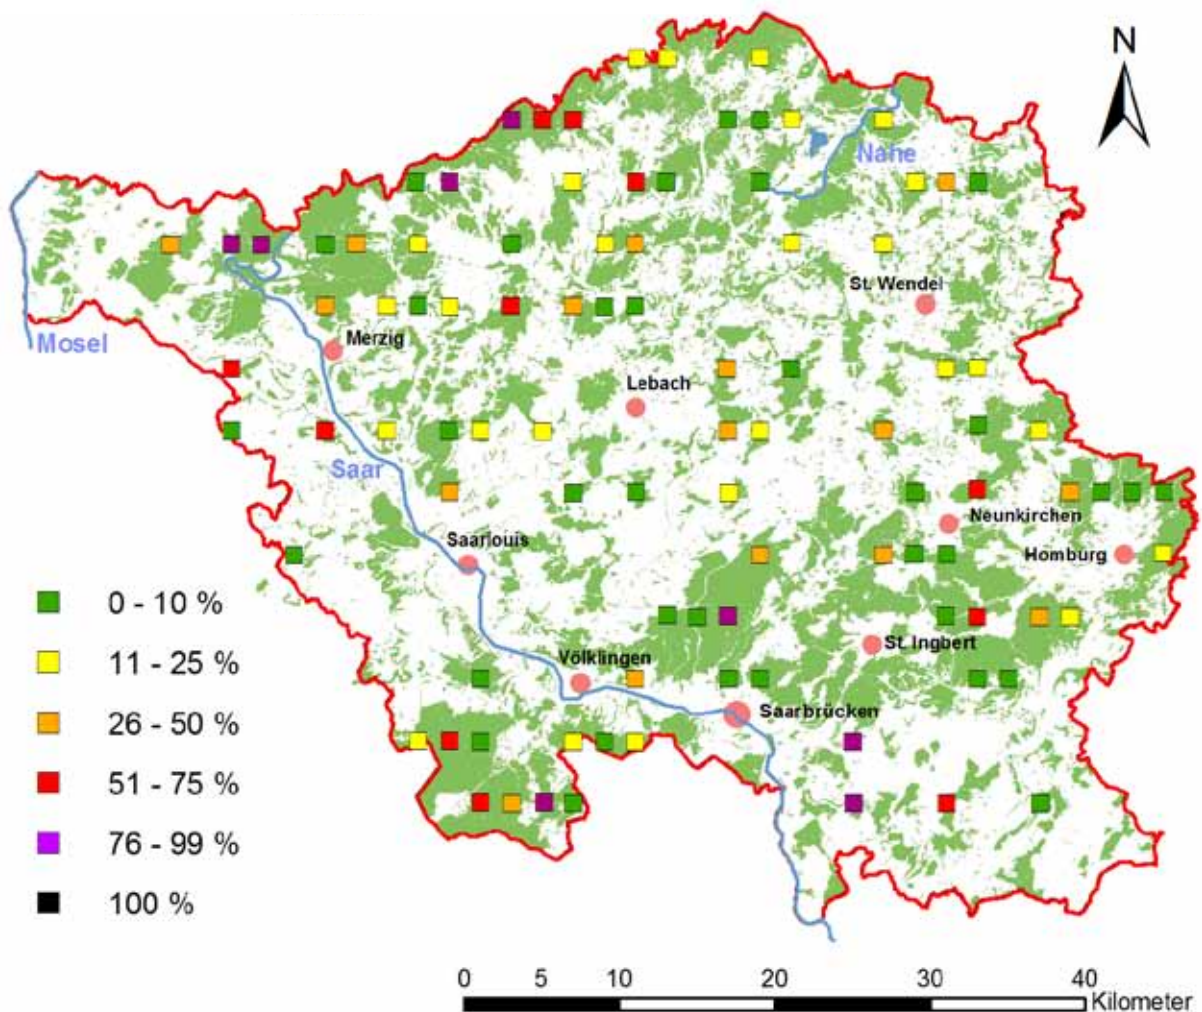 N
Nahe
St. Wendel
Mosel
Merzig
Lebach
Saar
Neunkirchen
Saarlouis
Homburg
0 - 10 %
11 - 25 %
26 - 50 %
51 - 75 %
76 - 99 %
100 %
St. Ingbert
Völklingen
Saarbrücken
0 5 10 20 30 40
Kilometer